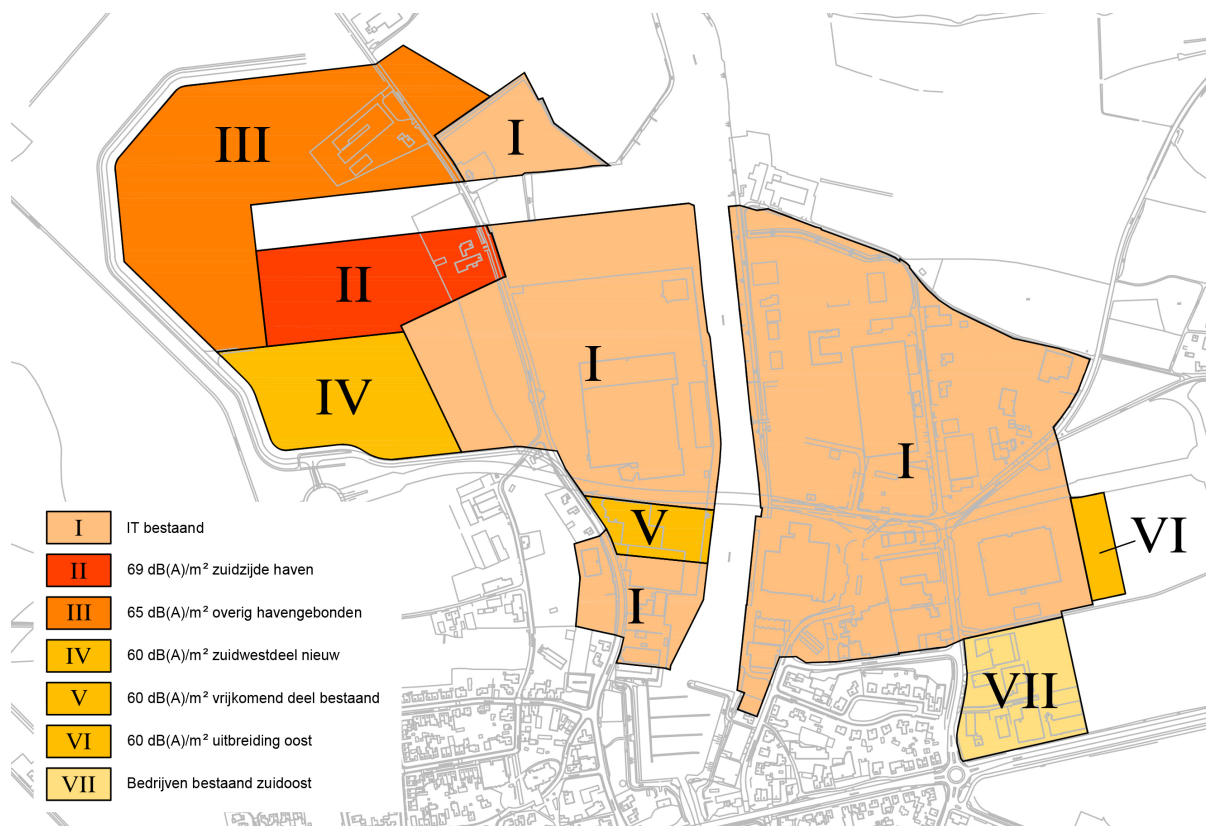 III
I
II
I
IV
I
V
VI
I
VII
I IT bestaand
II 69 dB(A)/m² zuidzijde haven
III 65 dB(A)/m² overig havengebonden
IV 60 dB(A)/m² zuidwestdeel nieuw
V 60 dB(A)/m² vrijkomend deel bestaand
VI 60 dB(A)/m² uitbreiding oost
VII Bedrijven bestaand zuidoost